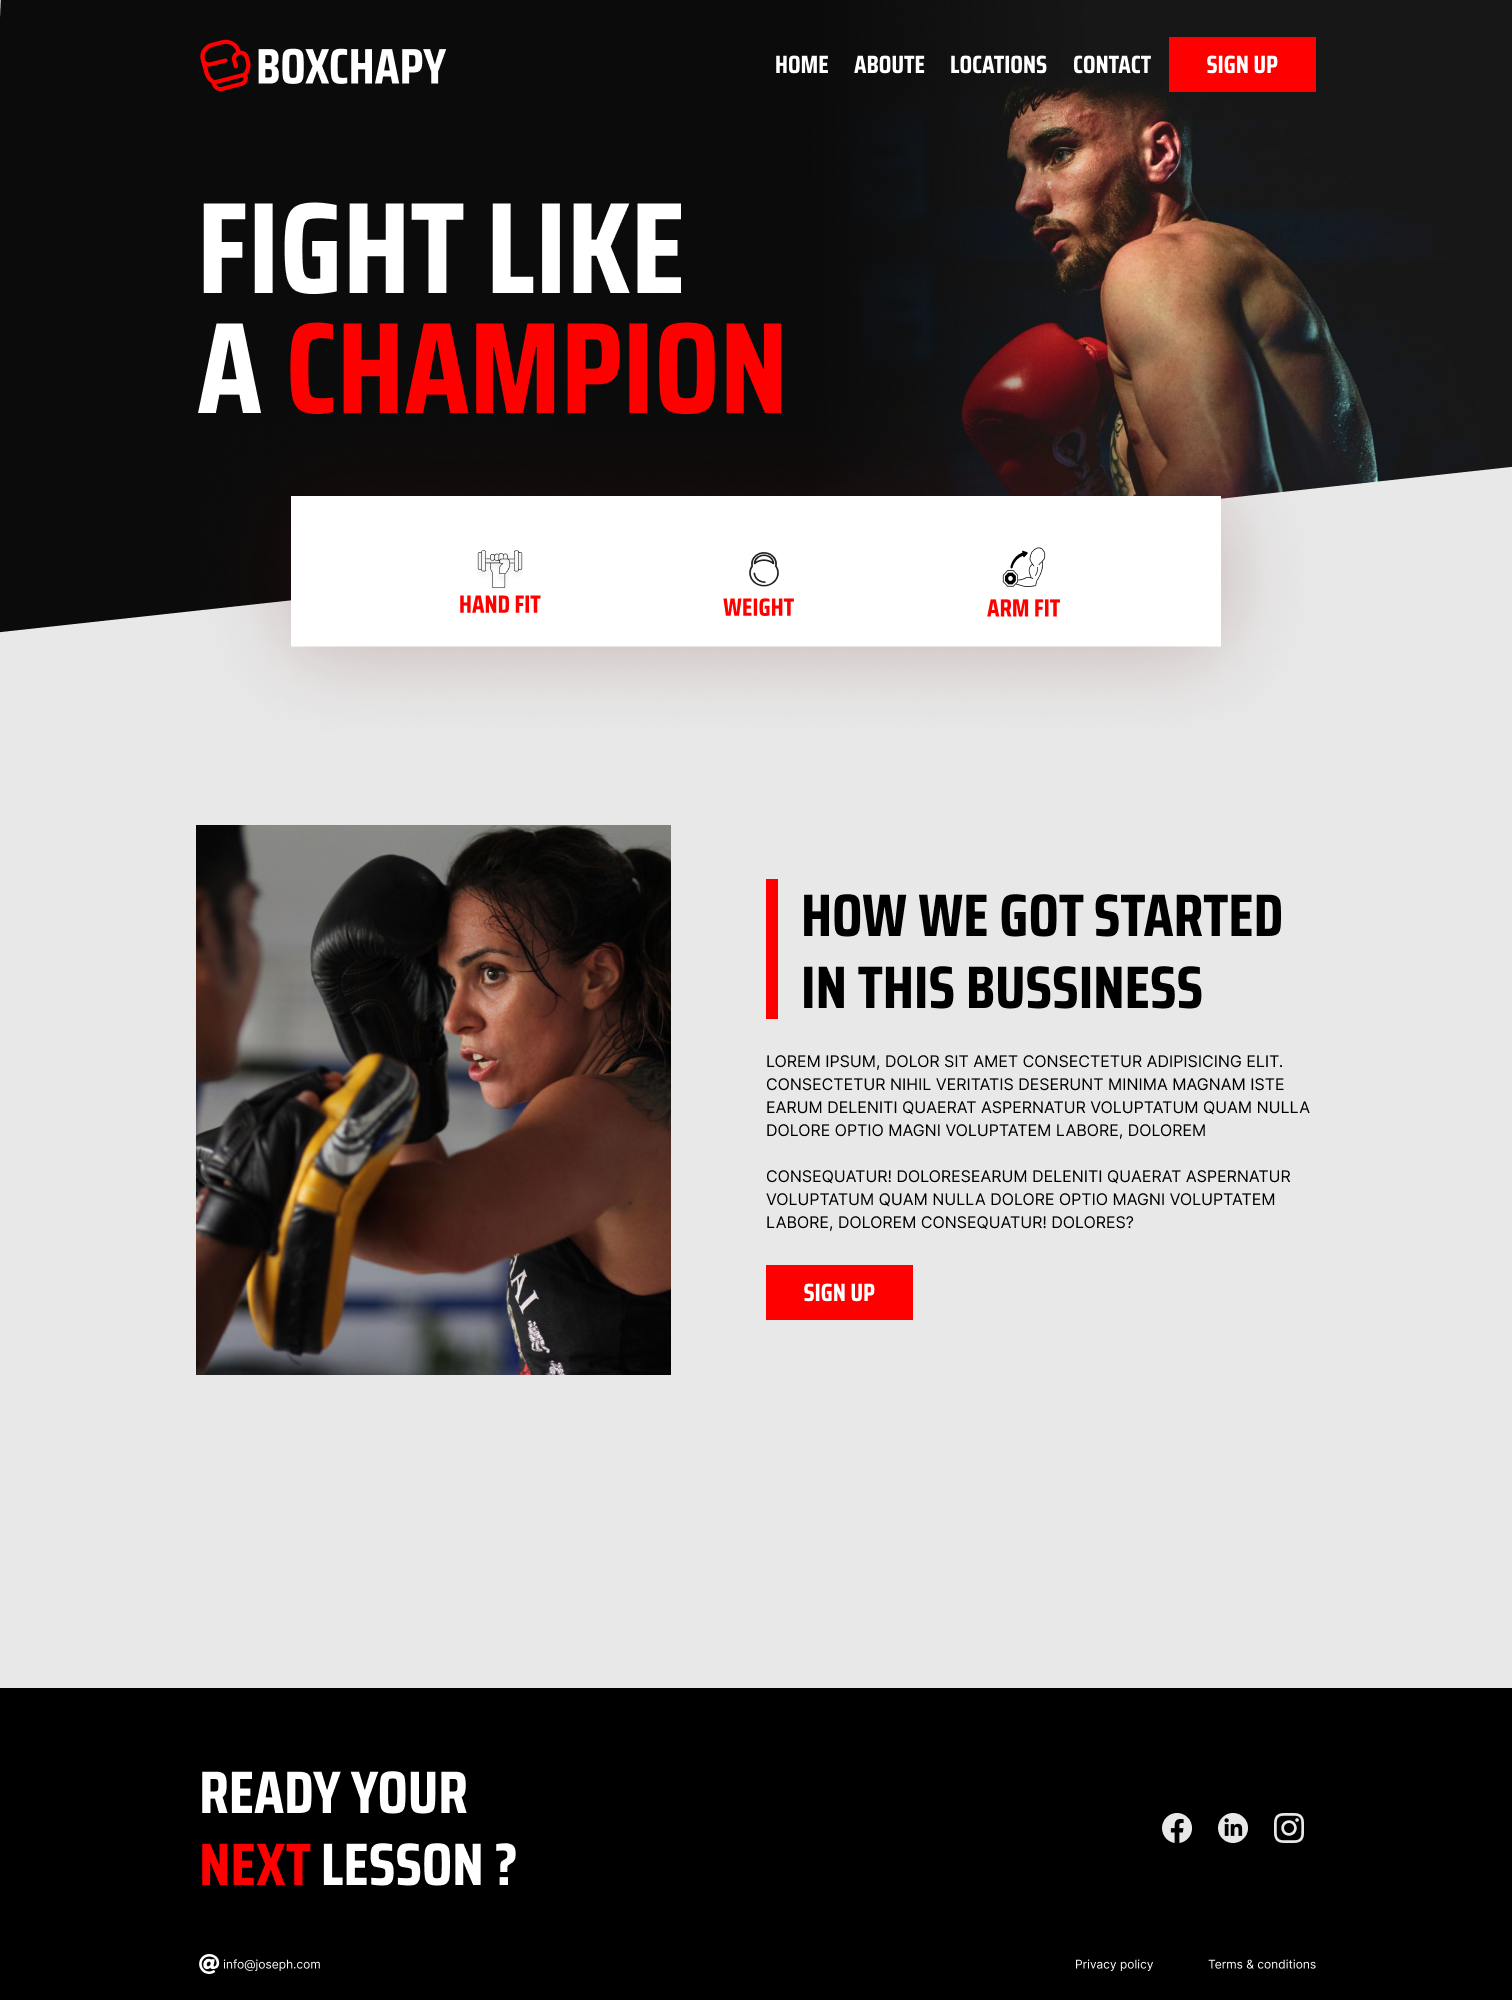 BOXCHAPY
HOME ABOUTE LOCATIONS CONTACT SIGN UP
FIGHT LIKE
A CHAMPION
HAND FIT
WEIGHT
ARM FIT
HOW WE GOT STARTED
IN THIS BUSSINESS
LOREM IPSUM, DOLOR SIT AMET CONSECTETUR ADIPISICING ELIT.
CONSECTETUR NIHIL VERITATIS DESERUNT MINIMA MAGNAM ISTE
EARUM DELENITI QUAERAT ASPERNATUR VOLUPTATUM QUAM NULLA
DOLORE OPTIO MAGNI VOLUPTATEM LABORE, DOLOREM
CONSEQUATUR! DOLORESEARUM DELENITI QUAERAT ASPERNATUR
VOLUPTATUM QUAM NULLA DOLORE OPTIO MAGNI VOLUPTATEM
LABORE, DOLOREM CONSEQUATUR! DOLORES?
SIGN UP
READY YOUR
NEXT LESSON ?
info@joseph.com
Privacy policy
Terms & conditions